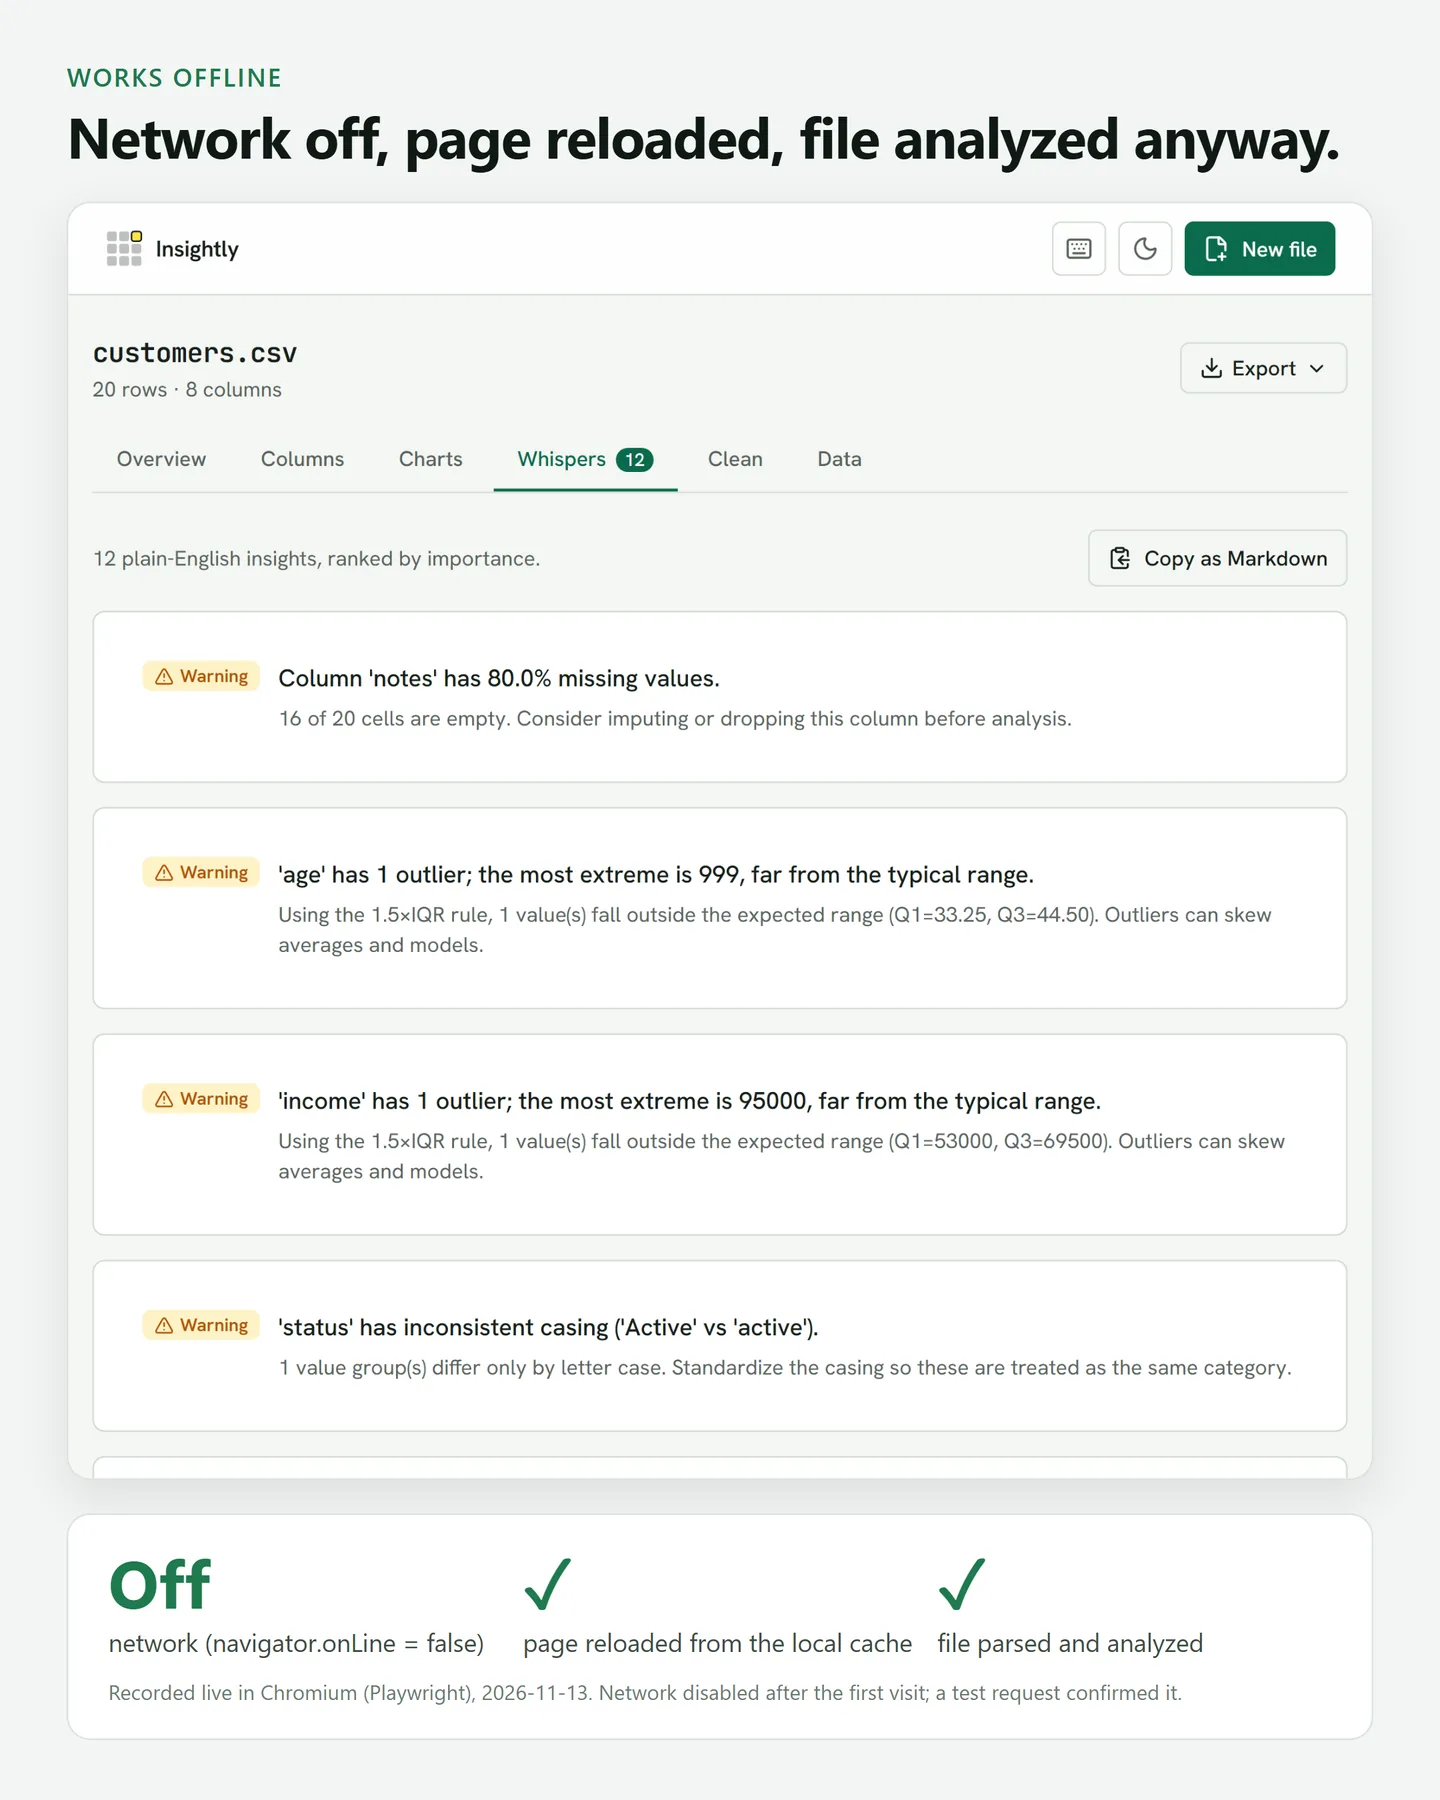 WORKS OFFLINE
Network off, page reloaded, file analyzed anyway.
Insightly
New file
customers.csv
20 rows · 8 columns
Export
Overview Columns Charts Whispers 12 Clean Data
12 plain-English insights, ranked by importance.
Copy as Markdown
Warning
Column 'notes' has 80.0% missing values.
16 of 20 cells are empty. Consider imputing or dropping this column before analysis.
Warning
'age' has 1 outlier; the most extreme is 999, far from the typical range.
Using the 1.5×IQR rule, 1 value(s) fall outside the expected range (Q1=33.25, Q3=44.50). Outliers can skew
averages and models.
Warning
'income' has 1 outlier; the most extreme is 95000, far from the typical range.
Using the 1.5×IQR rule, 1 value(s) fall outside the expected range (Q1=53000, Q3=69500). Outliers can skew
averages and models.
Warning
'status' has inconsistent casing ('Active' vs 'active').
1 value group(s) differ only by letter case. Standardize the casing so these are treated as the same category.
Off
network (navigator.onLine = false)
✓
page reloaded from the local cache
✓
file parsed and analyzed
Recorded live in Chromium (Playwright), 2026-11-13. Network disabled after the first visit; a test request confirmed it.